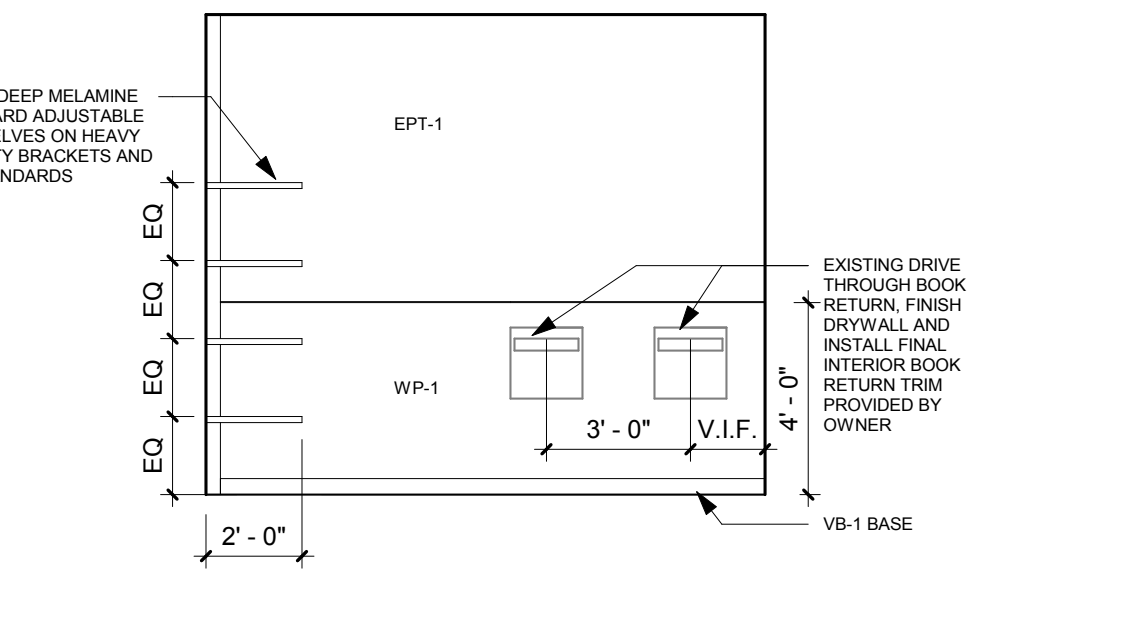 DEEP MELAMINE
ARD ADJUSTABLE
ELVES ON HEAVY
TY BRACKETS AND
NDARDS
EPT-1
EQ
EQ
EQ
EQ
WP-1
EXISTING DRIVE
THROUGH BOOK
RETURN, FINISH
DRYWALL AND
INSTALL FINAL
INTERIOR BOOK
RETURN TRIM
PROVIDED BY
OWNER
3' - 0"
V.I.F.
4' - 0"
VB-1 BASE
2' - 0"